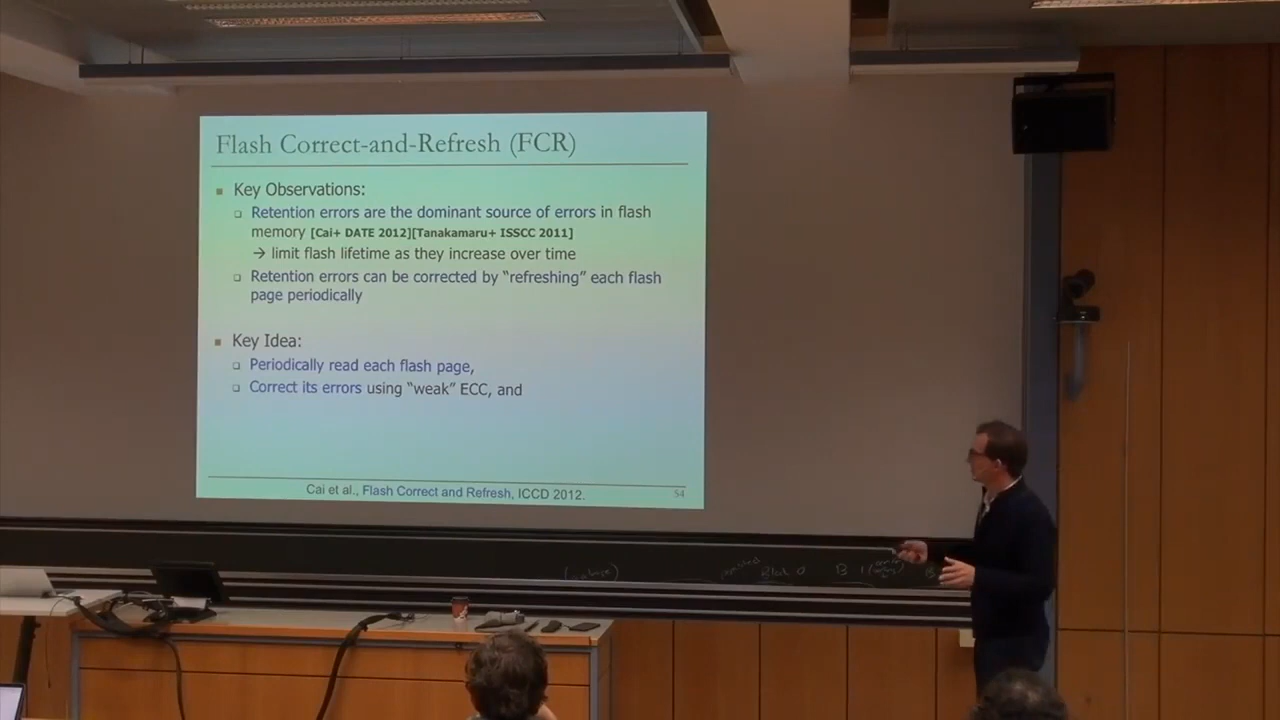 Flash Correct-and-Refresh (FCR)
Key Observations:
Retention errors are the dominant source of errors in flash
memory [Cai+ DATE 2012][Tanakamaru+ ISSCC 2011]
→ limit flash lifetime as they increase over time
Retention errors can be corrected by “refreshing” each flash
page periodically
Key Idea:
Periodically read each flash page,
Correct its errors using “weak” ECC, and
Cai et al., Flash Correct and Refresh, ICCD 2012.
54